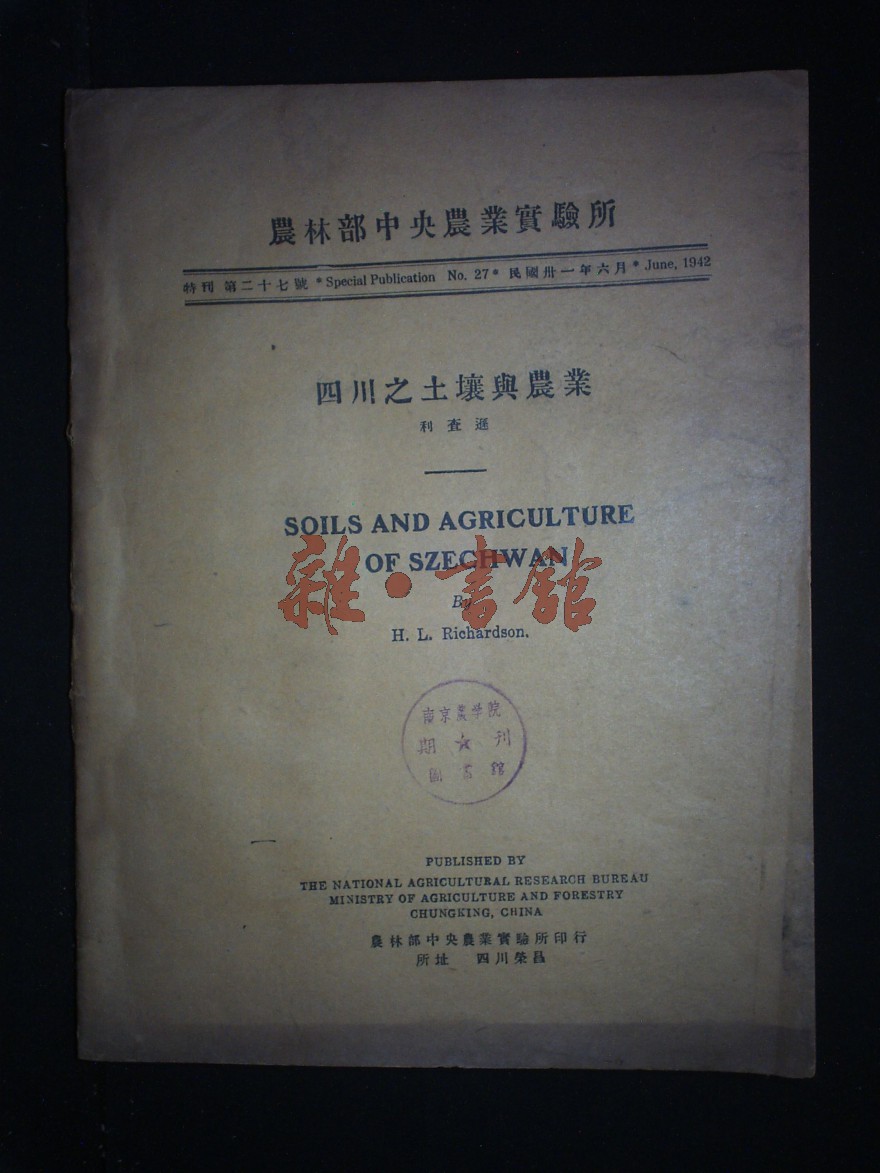 農林部中央農業實驗所
特刊 第二十七號 * Special Publication No. 27 * 民國卅一年六月 * June, 1942
四川之土壤與農業
利查遜
SOILS AND AGRICULTURE
OF SZECHWAN
雜·書館
By
H. L. Richardson.
南京農学院
期★刊
圖書館
PUBLISHED BY
THE NATIONAL AGRICULTURAL RESEARCH BUREAU
MINISTRY OF AGRICULTURE AND FORESTRY
CHUNGKING, CHINA
農林部中央農業實驗所印行
所址 四川榮昌